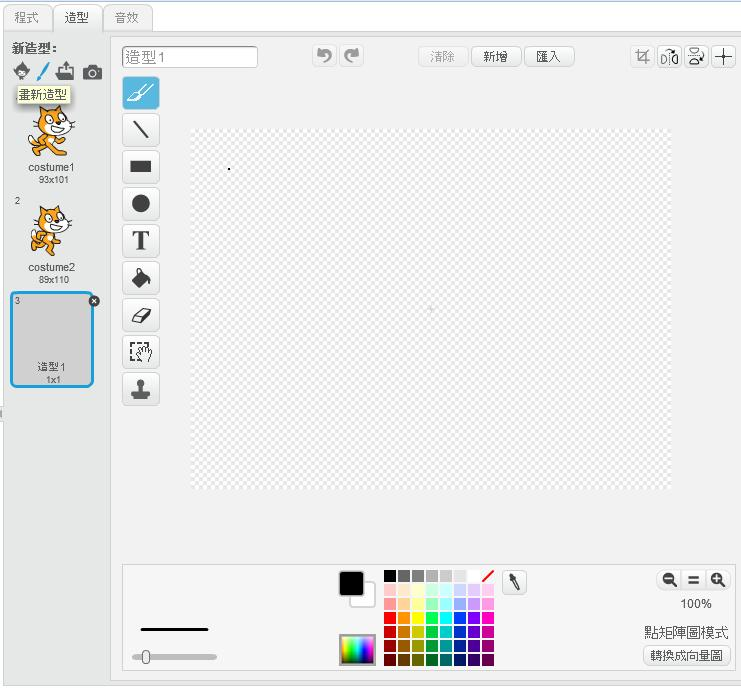 程式 造型 音效
新造型:
造型1 清除 新增 匯入
畫新造型
T
costume1
93x101
2
costume2
89x110
3
造型1
1x1
100%
點矩陣圖模式
轉換成向量圖